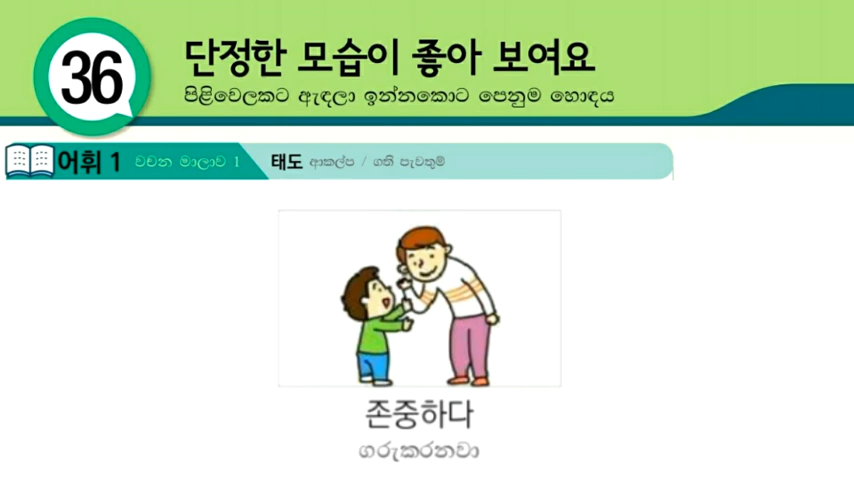 36
단정한 모습이 좋아 보여요
පිළිවෙලකට ඇඳලා ඉන්නකොට පෙනුම හොඳය
어휘 1 වචන මාලාව 1 태도 ආකල්ප / ගති පැවතුම්
존중하다
ගරුකරනවා